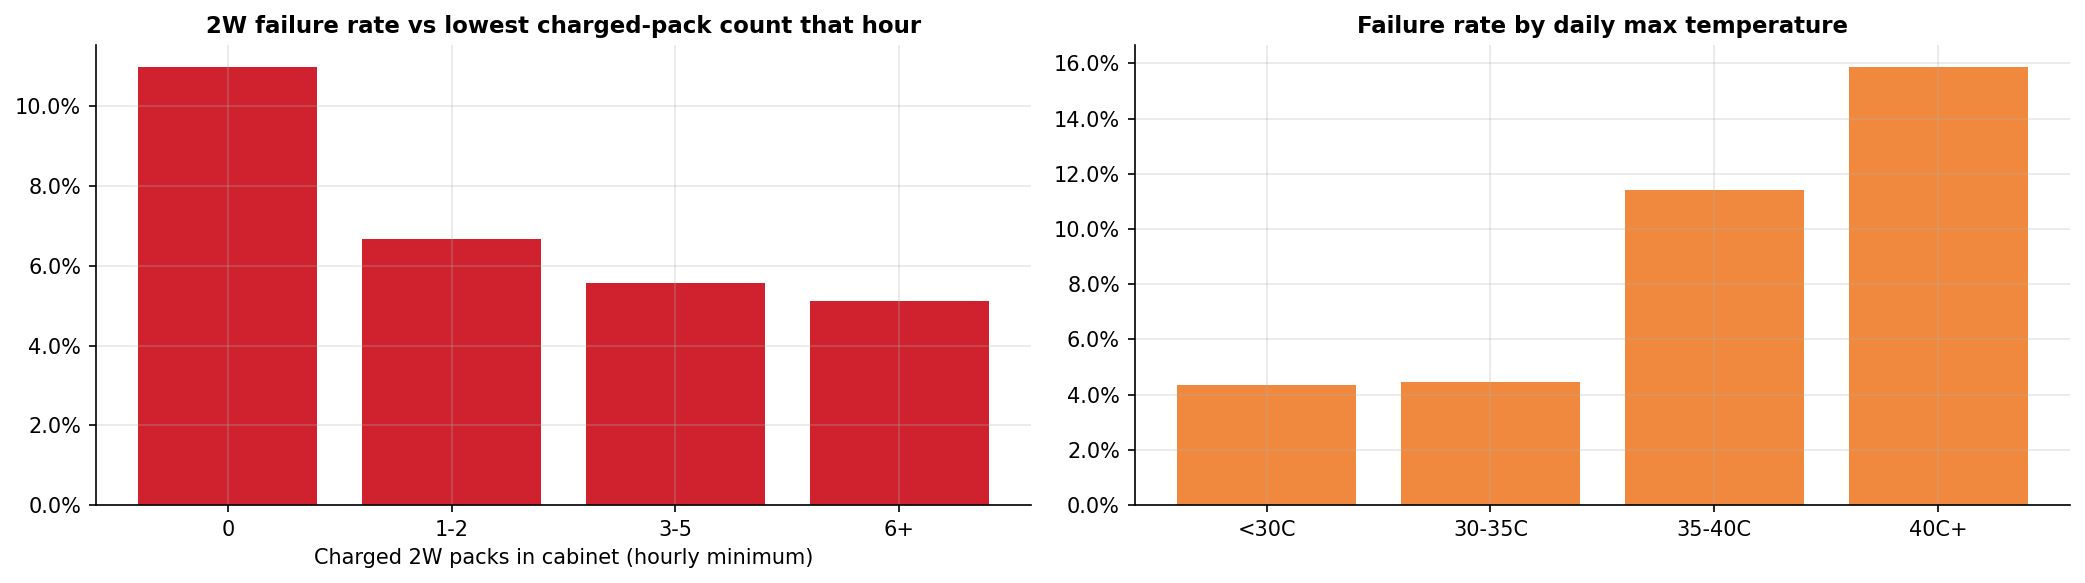 2W failure rate vs lowest charged-pack count that hour
10.0%
8.0%
6.0%
4.0%
2.0%
0.0%
0
1-2
3-5
6+
Charged 2W packs in cabinet (hourly minimum)
Failure rate by daily max temperature
16.0%
14.0%
12.0%
10.0%
8.0%
6.0%
4.0%
2.0%
0.0%
<30C
30-35C
35-40C
40C+